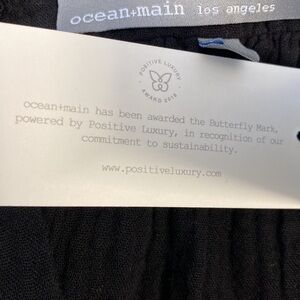 ocean+main los angeles
POSITIVE LUXURY
AWARD 2018
ocean+main has been awarded the Butterfly Mark,
powered by Positive Luxury, in recognition of our
commitment to sustainability.
www.positiveluxury.com